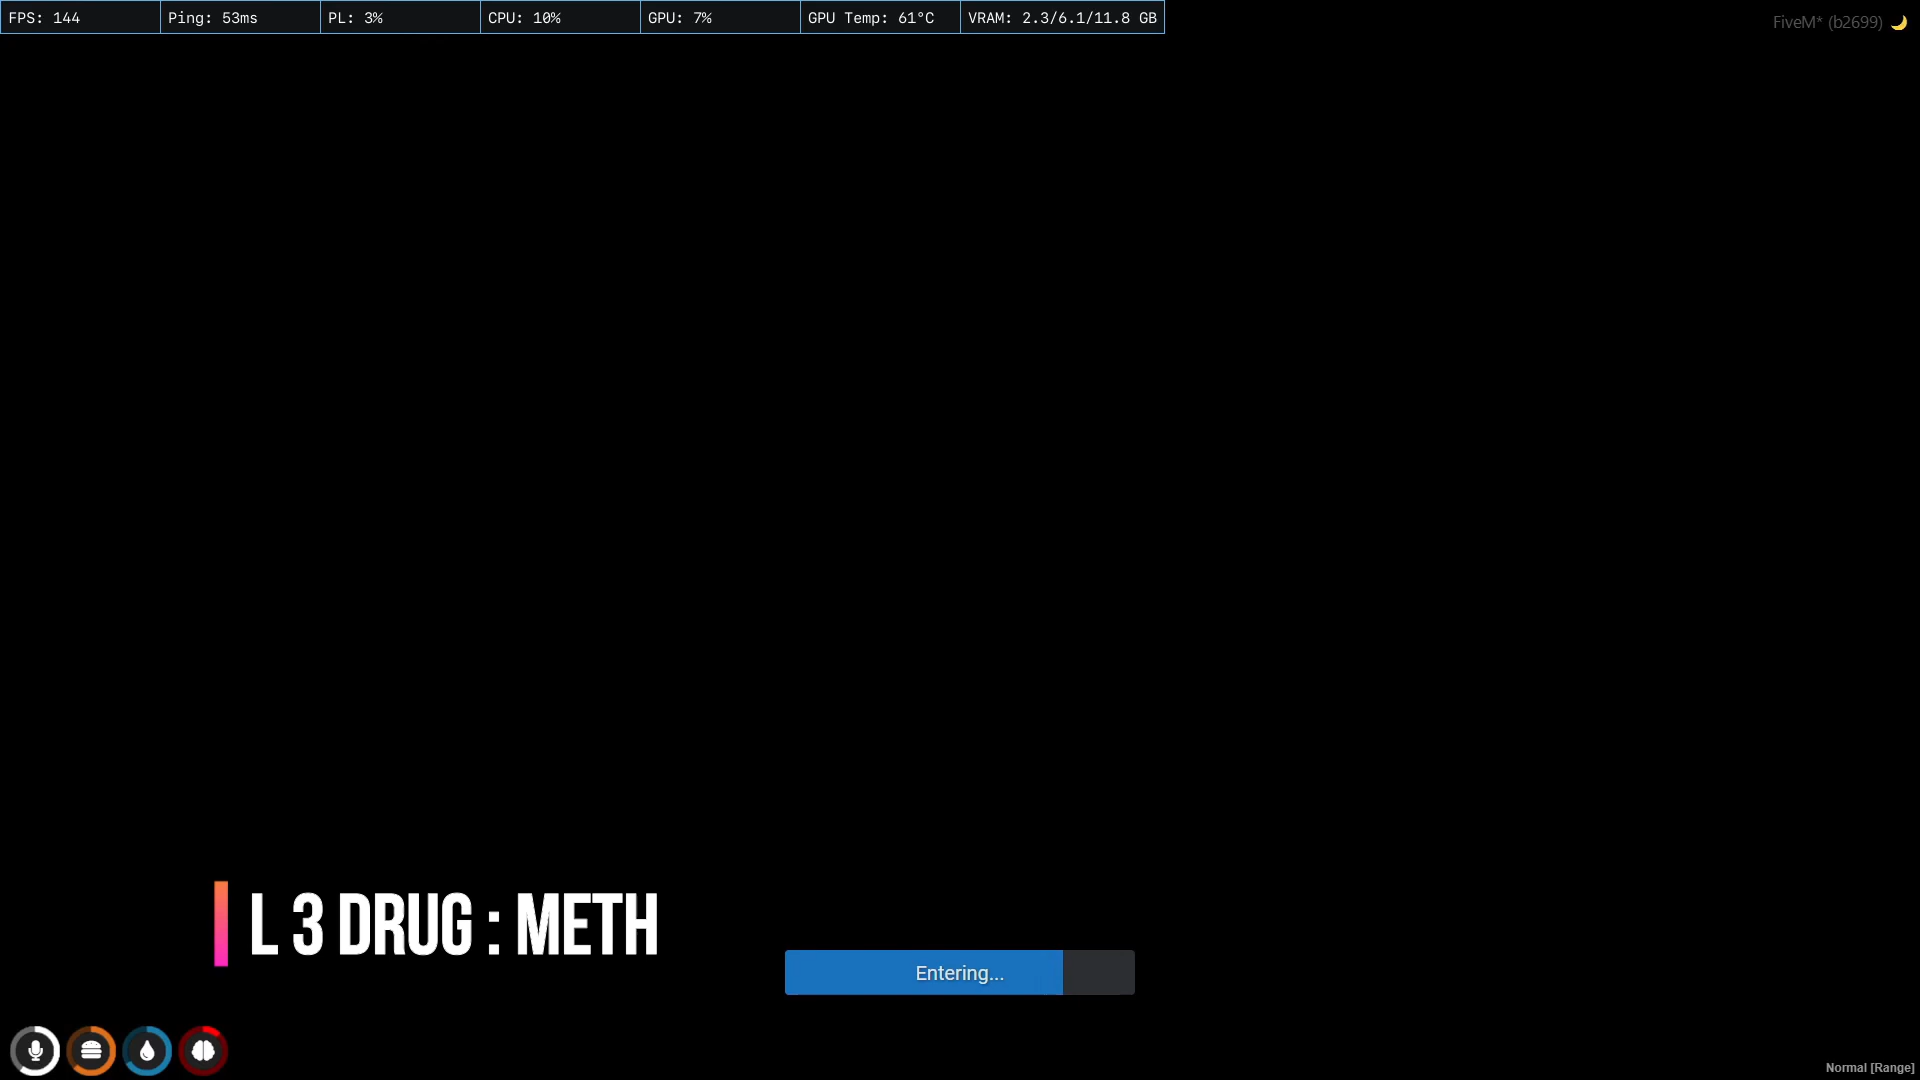 FPS: 144 Ping: 53ms PL: 3% CPU: 10% GPU: 7% GPU Temp: 61°C VRAM: 2.3/6.1/11.8 GB
FiveM* (b2699)
L 3 DRUG : METH
Entering...
Normal [Range]